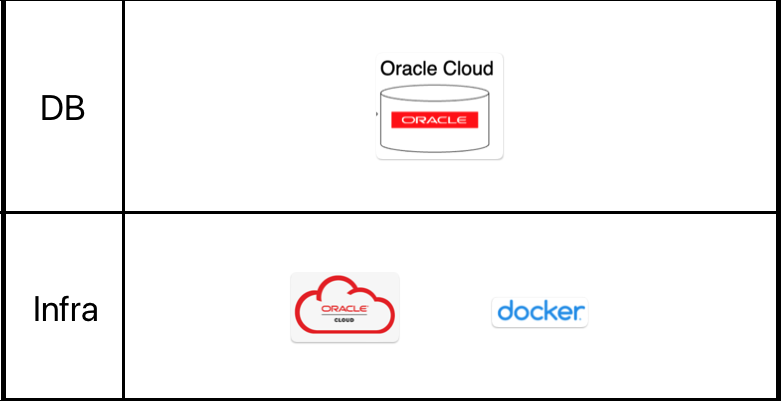 DB
Oracle Cloud
ORACLE
Infra
ORACLE
CLOUD
docker